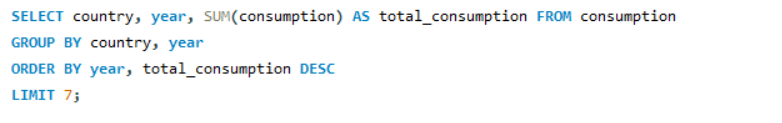 SELECT country, year, SUM(consumption) AS total_consumption FROM consumption
GROUP BY country, year
ORDER BY year, total_consumption DESC
LIMIT 7;